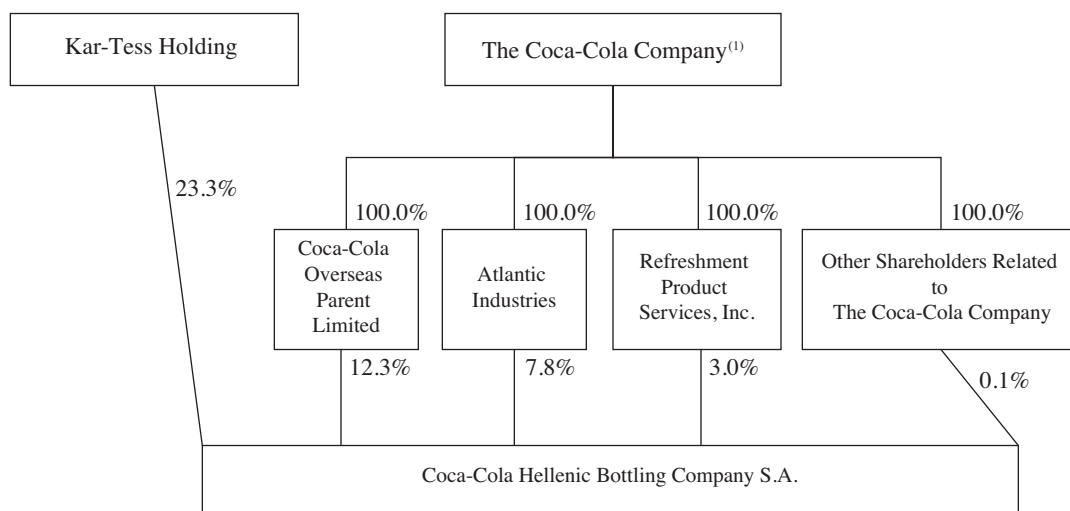 Kar-Tess Holding
The Coca-Cola Company(1)
23.3%
100.0%
100.0%
100.0%
100.0%
Coca-Cola
Overseas
Parent
Limited
Atlantic
Industries
Refreshment
Product
Services, Inc.
Other Shareholders Related
to
The Coca-Cola Company
12.3%
7.8%
3.0%
0.1%
Coca-Cola Hellenic Bottling Company S.A.